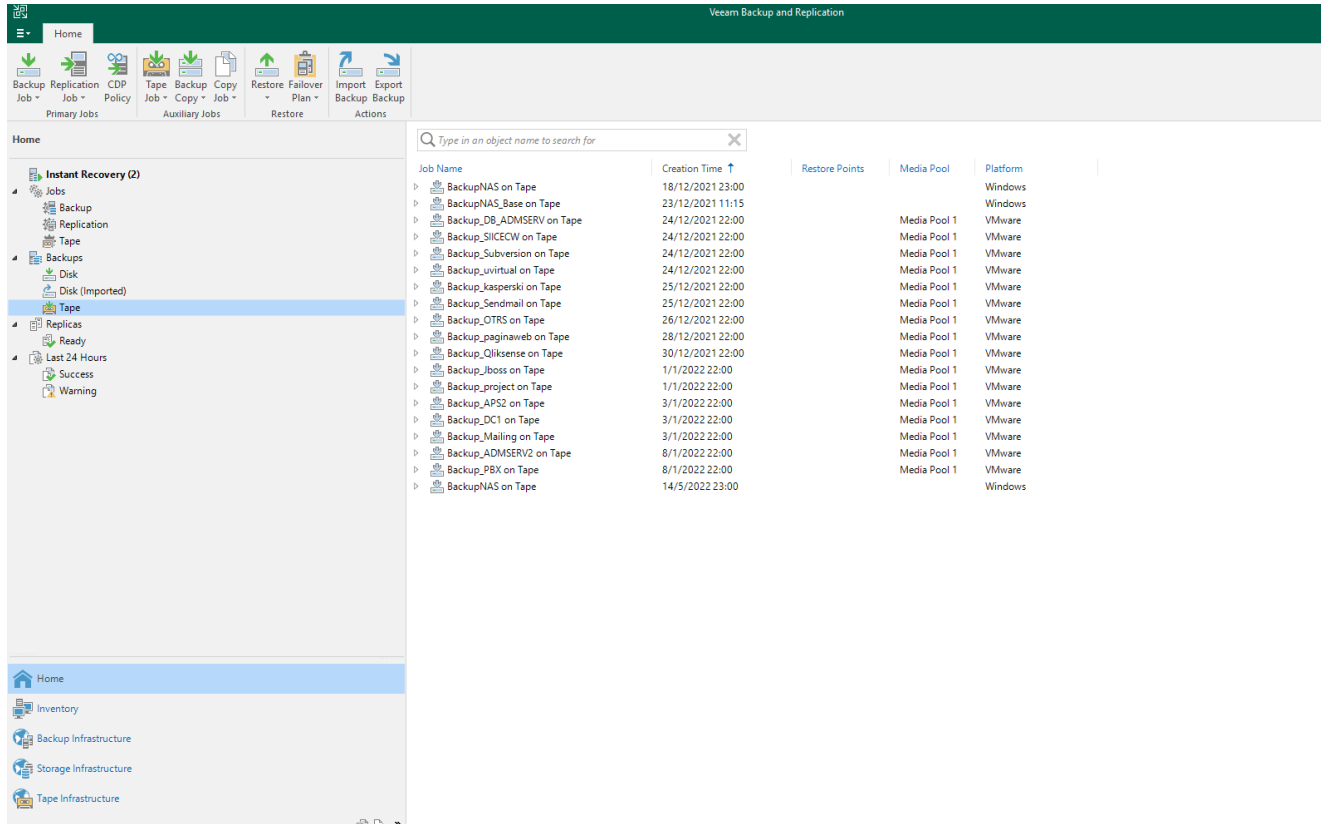 Veeam Backup and Replication
Home
Backup Job
Replication Job
CDP Policy
Tape Job
Backup Copy
Copy Job
Restore
Failover Plan
Import Backup
Export Backup
Primary Jobs
Auxiliary Jobs
Restore
Actions
Home
Instant Recovery (2)
Jobs
Backup
Replication
Tape
Backups
Disk
Disk (Imported)
Tape
Replicas
Ready
Last 24 Hours
Success
Warning
Home
Inventory
Backup Infrastructure
Storage Infrastructure
Tape Infrastructure
Type in an object name to search for
Job Name Creation Time ↑ Restore Points Media Pool Platform
BackupNAS on Tape 18/12/2021 23:00 Windows
BackupNAS_Base on Tape 23/12/2021 11:15 Windows
Backup_DB_ADMSERV on Tape 24/12/2021 22:00 Media Pool 1 VMware
Backup_SIICECW on Tape 24/12/2021 22:00 Media Pool 1 VMware
Backup_Subversion on Tape 24/12/2021 22:00 Media Pool 1 VMware
Backup_uvirtual on Tape 24/12/2021 22:00 Media Pool 1 VMware
Backup_kasperski on Tape 25/12/2021 22:00 Media Pool 1 VMware
Backup_Sendmail on Tape 25/12/2021 22:00 Media Pool 1 VMware
Backup_OTRS on Tape 26/12/2021 22:00 Media Pool 1 VMware
Backup_paginaweb on Tape 28/12/2021 22:00 Media Pool 1 VMware
Backup_Qliksense on Tape 30/12/2021 22:00 Media Pool 1 VMware
Backup_Jboss on Tape 1/1/2022 22:00 Media Pool 1 VMware
Backup_project on Tape 1/1/2022 22:00 Media Pool 1 VMware
Backup_APS2 on Tape 3/1/2022 22:00 Media Pool 1 VMware
Backup_DC1 on Tape 3/1/2022 22:00 Media Pool 1 VMware
Backup_Mailing on Tape 3/1/2022 22:00 Media Pool 1 VMware
Backup_ADMSERV2 on Tape 8/1/2022 22:00 Media Pool 1 VMware
Backup_PBX on Tape 8/1/2022 22:00 Media Pool 1 VMware
BackupNAS on Tape 14/5/2022 23:00 Windows